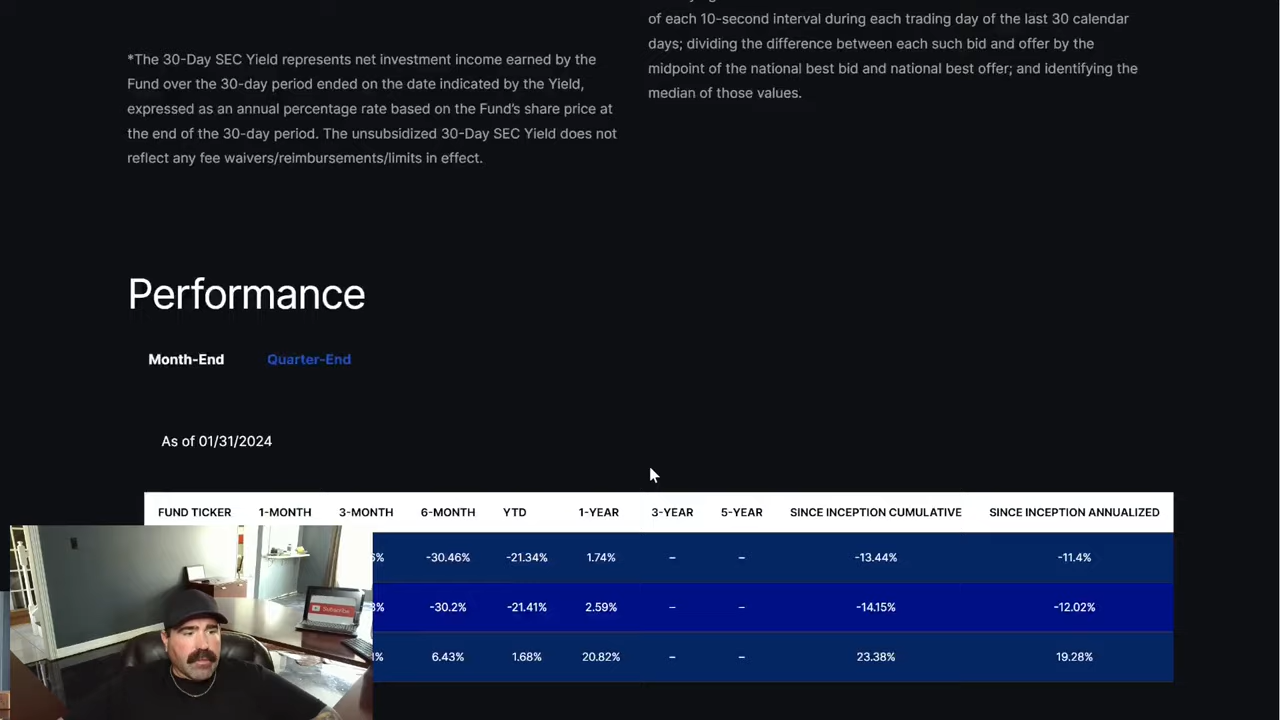 of each 10-second interval during each trading day of the last 30 calendar
days; dividing the difference between each such bid and offer by the
midpoint of the national best bid and national best offer; and identifying the
median of those values.
*The 30-Day SEC Yield represents net investment income earned by the
Fund over the 30-day period ended on the date indicated by the Yield,
expressed as an annual percentage rate based on the Fund's share price at
the end of the 30-day period. The unsubsidized 30-Day SEC Yield does not
reflect any fee waivers/reimbursements/limits in effect.
Performance
Month-End Quarter-End
As of 01/31/2024
FUND TICKER 1-MONTH 3-MONTH 6-MONTH YTD 1-YEAR 3-YEAR 5-YEAR SINCE INCEPTION CUMULATIVE SINCE INCEPTION ANNUALIZED
% -30.46% -21.34% 1.74% – – -13.44% -11.4%
% -30.2% -21.41% 2.59% – – -14.15% -12.02%
% 6.43% 1.68% 20.82% – – 23.38% 19.28%
Subscribe